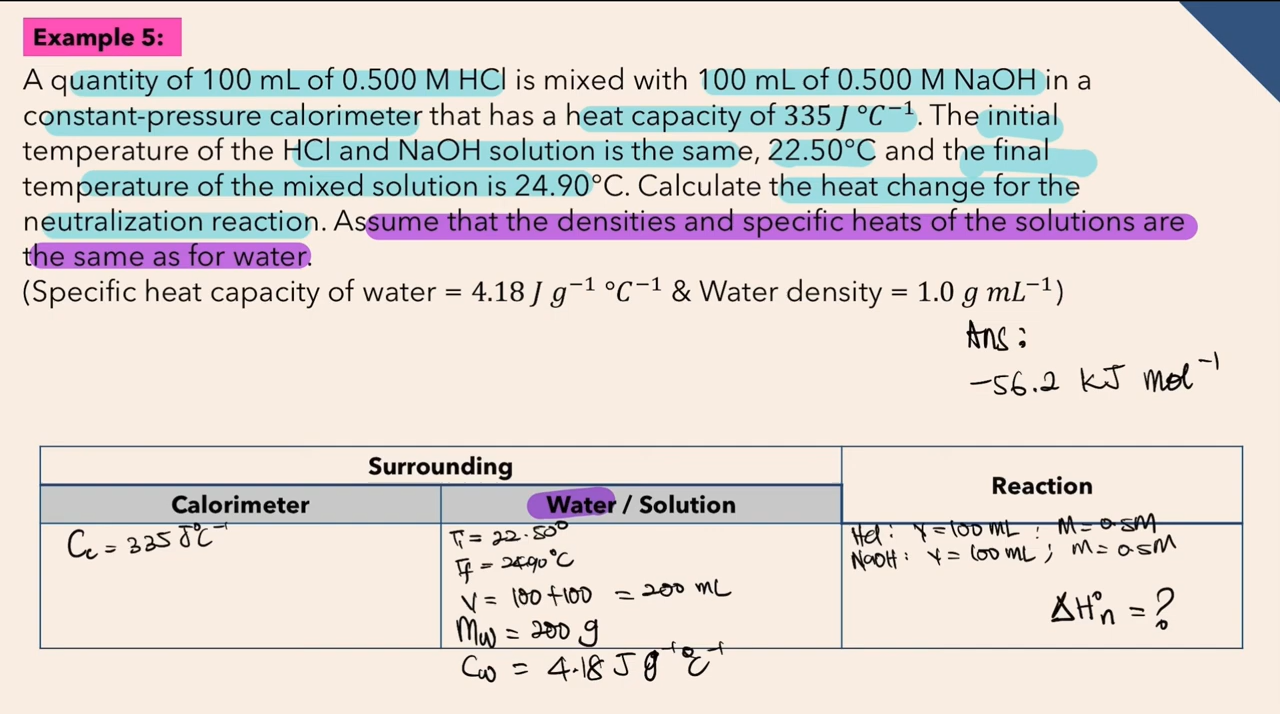 Example 5:
A quantity of 100 mL of 0.500 M HCl is mixed with 100 mL of 0.500 M NaOH in a
constant-pressure calorimeter that has a heat capacity of 335 J °C⁻¹. The initial
temperature of the HCl and NaOH solution is the same, 22.50°C and the final
temperature of the mixed solution is 24.90°C. Calculate the heat change for the
neutralization reaction. Assume that the densities and specific heats of the solutions are
the same as for water.
(Specific heat capacity of water = 4.18 J g⁻¹ °C⁻¹ & Water density = 1.0 g mL⁻¹)
Ans:
-56.2 kJ mol⁻¹
Surrounding
Reaction
Calorimeter
Water / Solution
Cc = 335 J°C⁻¹
Ti = 22.50°
Tf = 24.90°C
V = 100+100 = 200 mL
Mw = 200 g
Cw = 4.18 J g⁻¹°C⁻¹
HCl: V = 100 mL ; M = 0.5M
NaOH: V = 100 mL ; M = 0.5M
ΔH°n = ?